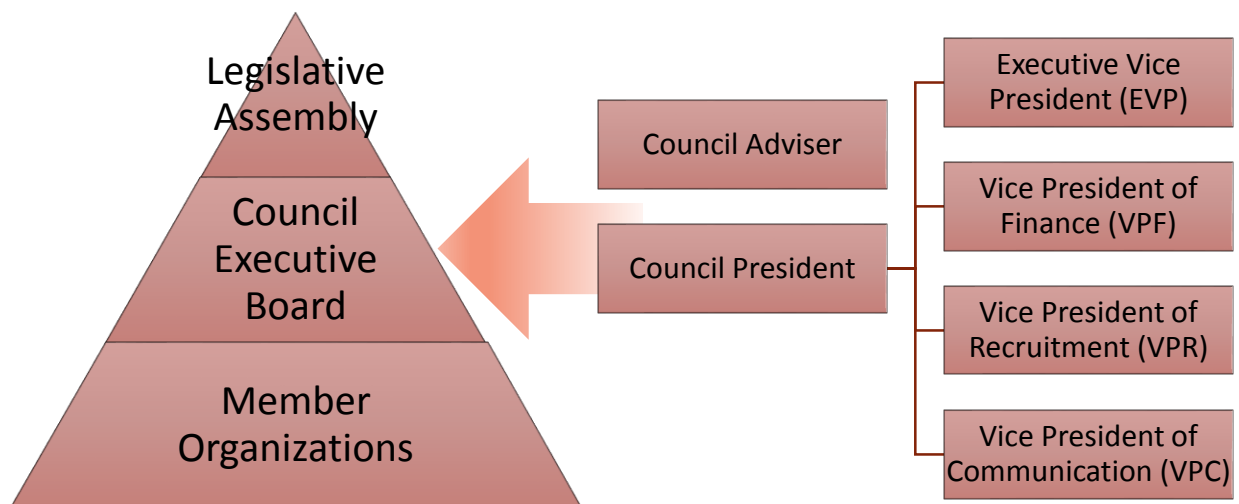 Legislative
Assembly
Council
Executive
Board
Member
Organizations
Council Adviser
Council President
Executive Vice
President (EVP)
Vice President of
Finance (VPF)
Vice President of
Recruitment (VPR)
Vice President of
Communication (VPC)